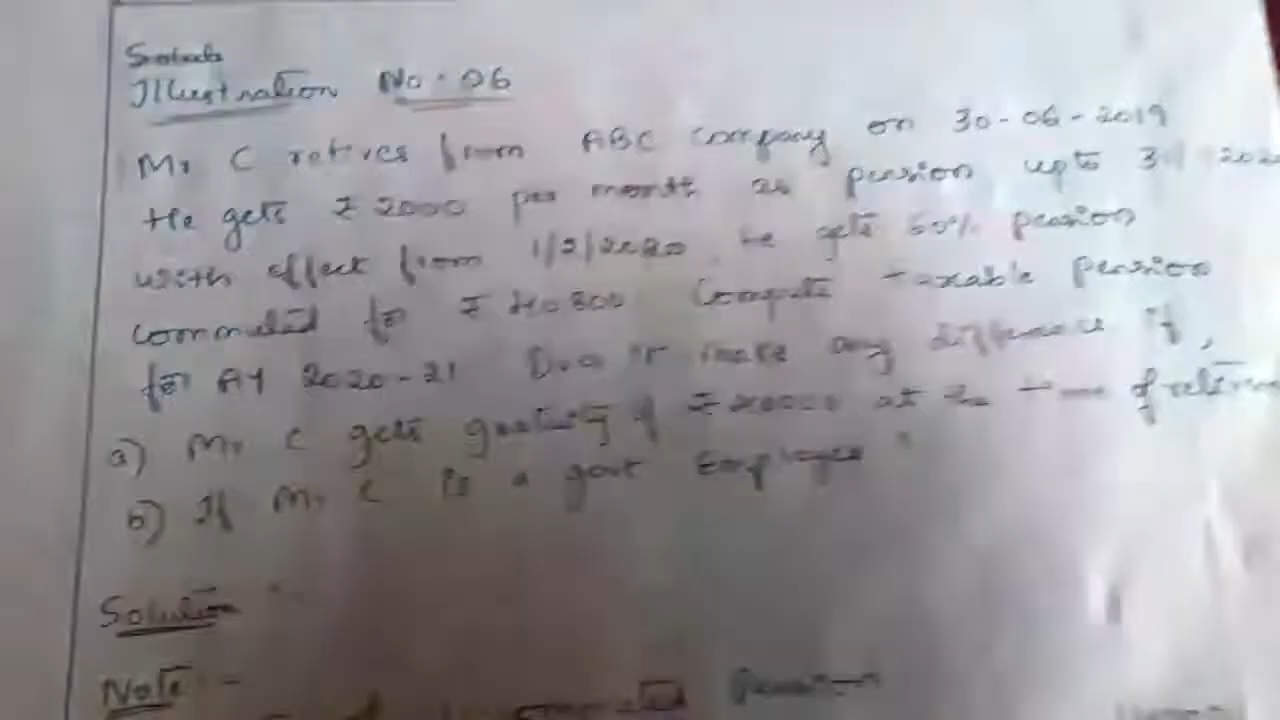 Illustration No - 06
Mr C retires from ABC Company on 30-06-2019
He gets ₹ 2000 per month as pension upto
with effect from 1/2/2020 he gets 60% pension
commuted for ₹ Compute taxable pension
for AY 2020-21 Does it make any difference if,
a) Mr C gets gratuity of ₹ at the time of
b) If Mr C is a govt Employee
Solution :-
Note :-
commuted Pension